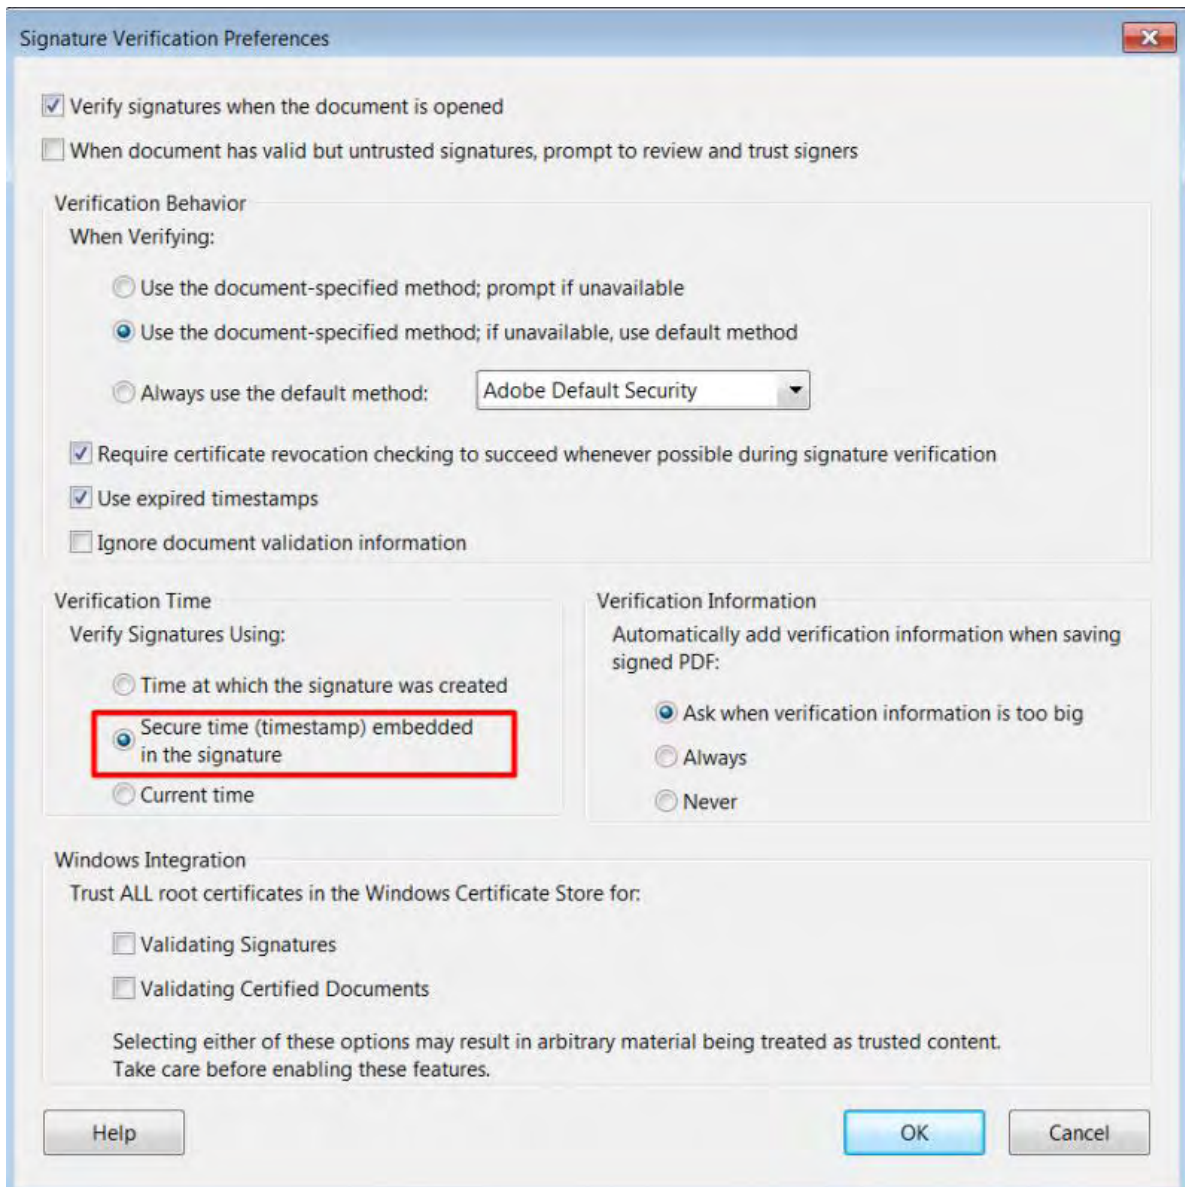 Signature Verification Preferences
Verify signatures when the document is opened
When document has valid but untrusted signatures, prompt to review and trust signers
Verification Behavior
When Verifying:
Use the document-specified method; prompt if unavailable
Use the document-specified method; if unavailable, use default method
Always use the default method: Adobe Default Security
Require certificate revocation checking to succeed whenever possible during signature verification
Use expired timestamps
Ignore document validation information
Verification Time
Verify Signatures Using:
Time at which the signature was created
Secure time (timestamp) embedded
in the signature
Current time
Verification Information
Automatically add verification information when saving
signed PDF:
Ask when verification information is too big
Always
Never
Windows Integration
Trust ALL root certificates in the Windows Certificate Store for:
Validating Signatures
Validating Certified Documents
Selecting either of these options may result in arbitrary material being treated as trusted content.
Take care before enabling these features.
Help OK Cancel